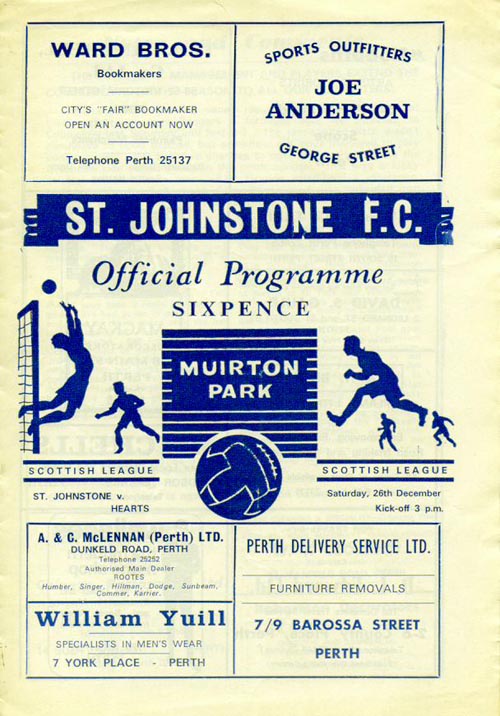 WARD BROS.
Bookmakers
CITY'S "FAIR" BOOKMAKER
OPEN AN ACCOUNT NOW
Telephone Perth 25137
SPORTS OUTFITTERS
JOE
ANDERSON
GEORGE STREET
ST. JOHNSTONE F.C.
Official Programme
SIXPENCE
MUIRTON
PARK
SCOTTISH LEAGUE
ST. JOHNSTONE v.
HEARTS
SCOTTISH LEAGUE
Saturday, 26th December
Kick-off 3 p.m.
A. & C. McLENNAN (Perth) LTD.
DUNKELD ROAD, PERTH
Telephone 25252
Authorised Main Dealer
ROOTES
Humber, Singer, Hillman, Dodge, Sunbeam,
Commer, Karrier.
William Yuill
SPECIALISTS IN MEN'S WEAR
7 YORK PLACE - PERTH
PERTH DELIVERY SERVICE LTD.
FURNITURE REMOVALS
7/9 BAROSSA STREET
PERTH